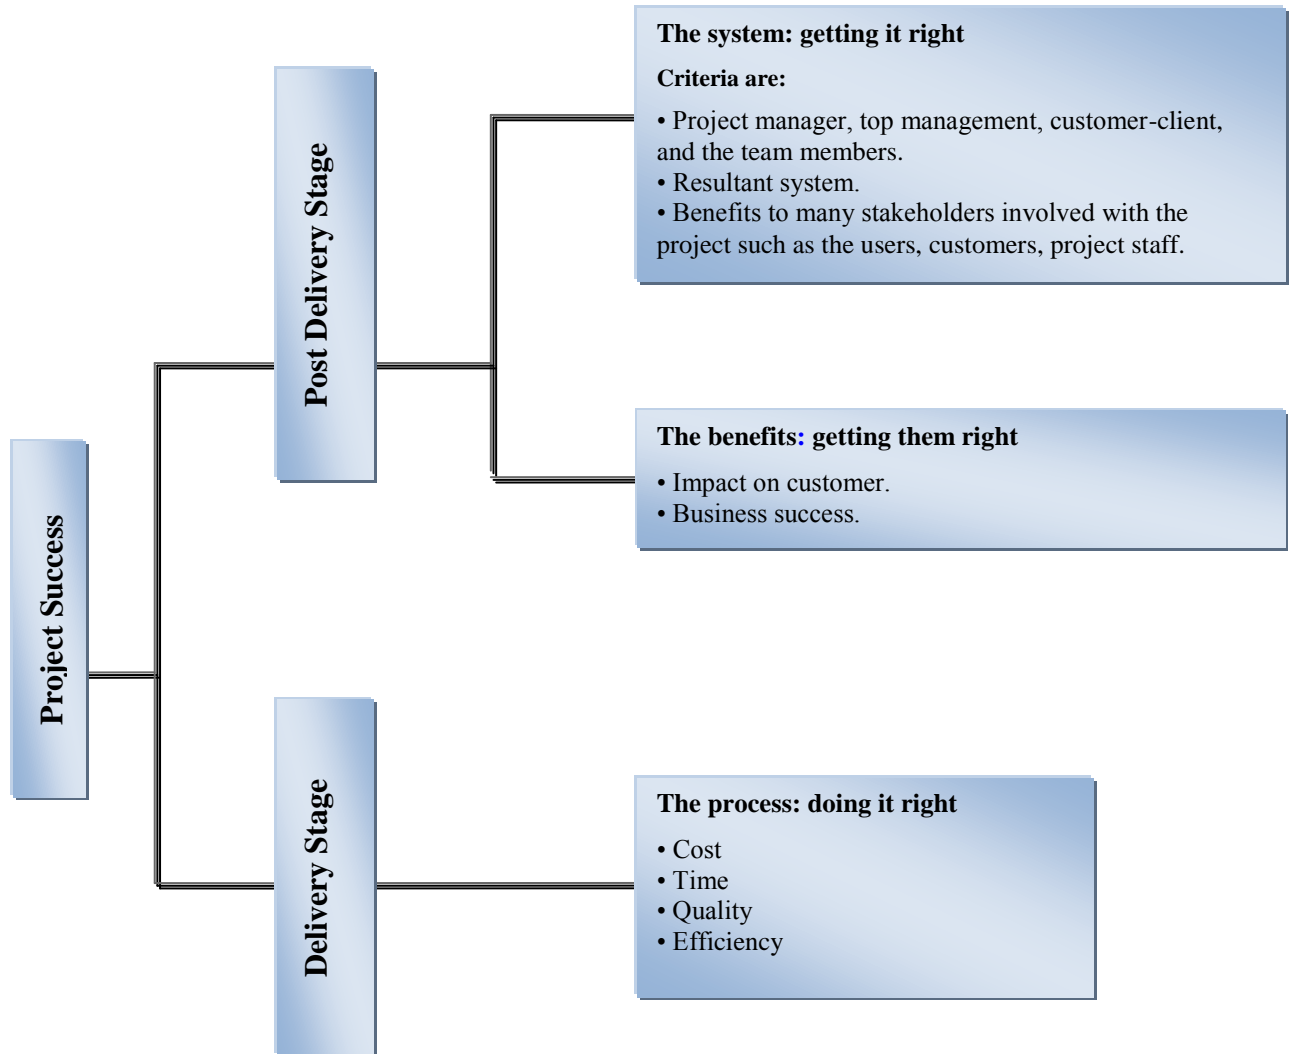 Project Success
Post Delivery Stage
The system: getting it right
Criteria are:
• Project manager, top management, customer-client,
and the team members.
• Resultant system.
• Benefits to many stakeholders involved with the
project such as the users, customers, project staff.
The benefits: getting them right
• Impact on customer.
• Business success.
Delivery Stage
The process: doing it right
• Cost
• Time
• Quality
• Efficiency